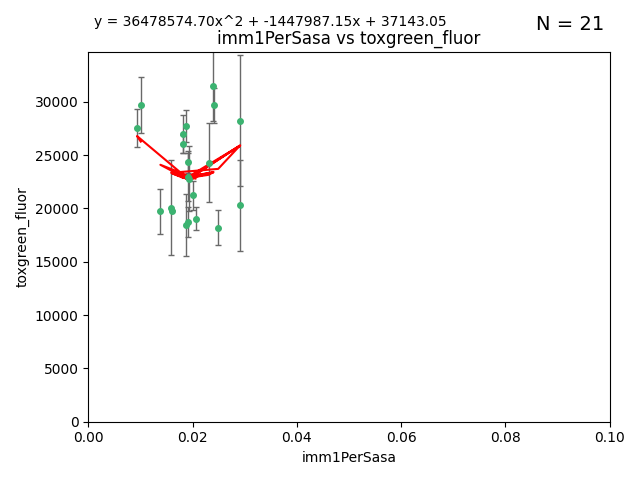 y = 36478574.70x^2 + -1447987.15x + 37143.05
N = 21
imm1PerSasa vs toxgreen_fluor
30000
25000
20000
15000
10000
5000
0
toxgreen_fluor
0.00
0.02
0.04
0.06
0.08
0.10
imm1PerSasa